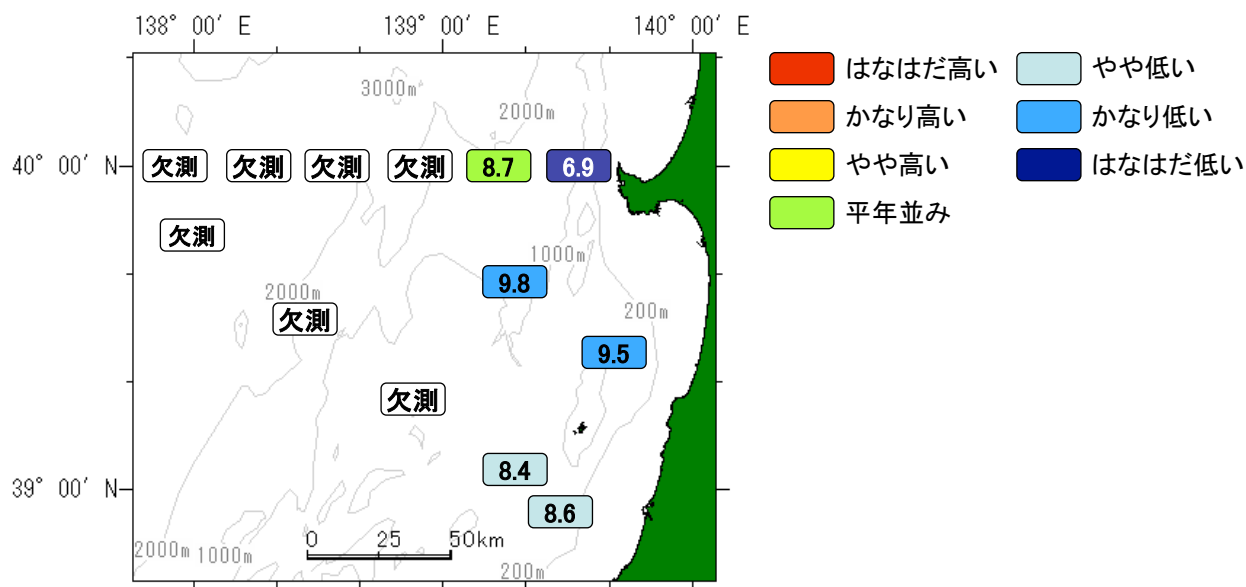 138° 00′ E 139° 00′ E 140° 00′ E
はなはだ高い やや低い
3000m
2000m
かなり高い かなり低い
40° 00′ N 欠測 欠測 欠測 欠測 8.7 6.9
やや高い はなはだ低い
平年並み
欠測
1000m
9.8
2000m
200m
欠測
9.5
欠測
8.4
39° 00′ N
8.6
0 25 50km
2000m 1000m
200m